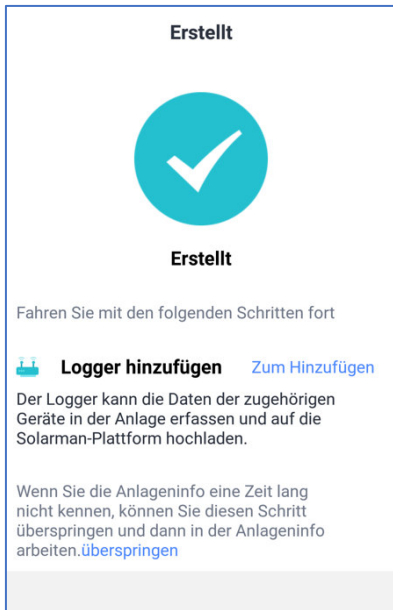 Erstellt
Erstellt
Fahren Sie mit den folgenden Schritten fort
Logger hinzufügen Zum Hinzufügen
Der Logger kann die Daten der zugehörigen
Geräte in der Anlage erfassen und auf die
Solarman-Plattform hochladen.
Wenn Sie die Anlageninfo eine Zeit lang
nicht kennen, können Sie diesen Schritt
überspringen und dann in der Anlageninfo
arbeiten.überspringen